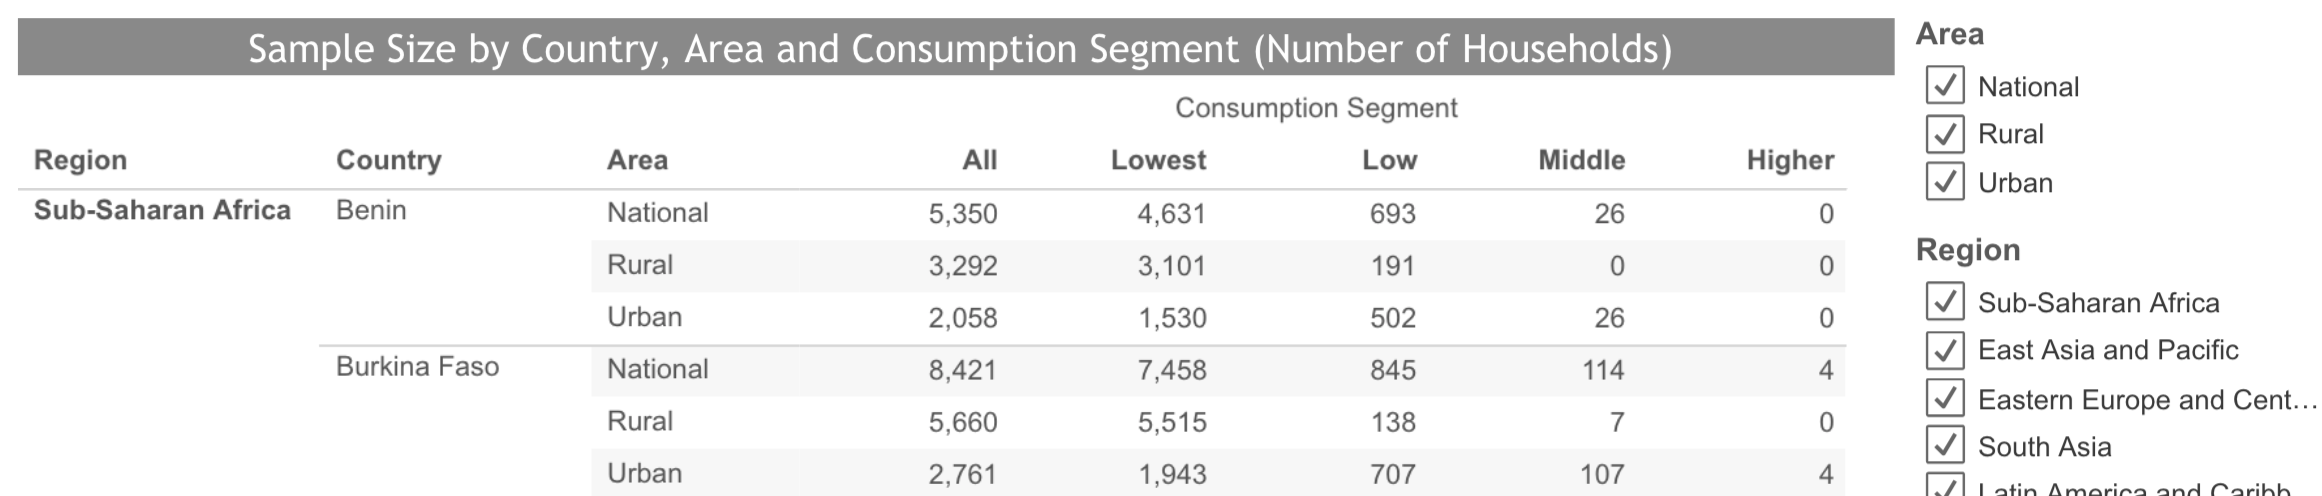 Sample Size by Country, Area and Consumption Segment (Number of Households)
Consumption Segment
Region Country Area All Lowest Low Middle Higher
Sub-Saharan Africa Benin National 5,350 4,631 693 26 0
Rural 3,292 3,101 191 0 0
Urban 2,058 1,530 502 26 0
Burkina Faso National 8,421 7,458 845 114 4
Rural 5,660 5,515 138 7 0
Urban 2,761 1,943 707 107 4
Area
National
Rural
Urban
Region
Sub-Saharan Africa
East Asia and Pacific
Eastern Europe and Cent...
South Asia
Latin America and Caribb...